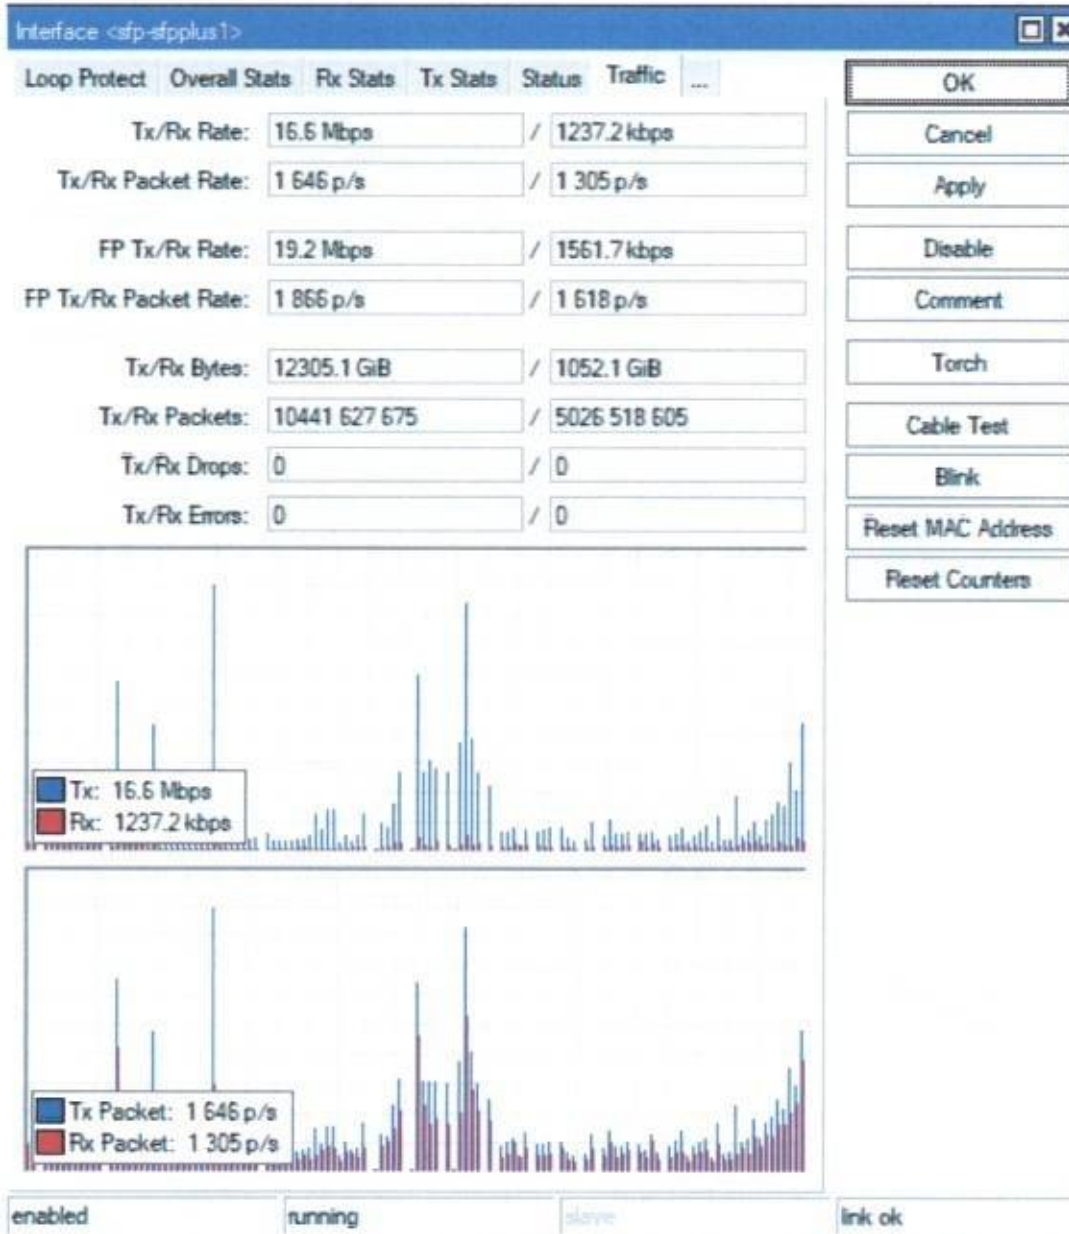 Interface <sfp-sfpplus1>
Loop Protect Overall Stats Rx Stats Tx Stats Status Traffic ...
Tx/Rx Rate: 16.6 Mbps / 1237.2 kbps
Tx/Rx Packet Rate: 1 646 p/s / 1 305 p/s
FP Tx/Rx Rate: 19.2 Mbps / 1561.7 kbps
FP Tx/Rx Packet Rate: 1 866 p/s / 1 618 p/s
Tx/Rx Bytes: 12305.1 GiB / 1052.1 GiB
Tx/Rx Packets: 10441 627 675 / 5026 518 605
Tx/Rx Drops: 0 / 0
Tx/Rx Errors: 0 / 0
OK
Cancel
Apply
Disable
Comment
Torch
Cable Test
Blink
Reset MAC Address
Reset Counters
Tx: 16.6 Mbps
Rx: 1237.2 kbps
Tx Packet: 1 646 p/s
Rx Packet: 1 305 p/s
enabled running slave link ok